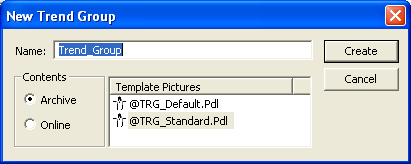 New Trend Group
Name: Trend_Group
Create
Cancel
Contents
Archive
Online
Template Pictures
@TRG_Default.Pdl
@TRG_Standard.Pdl